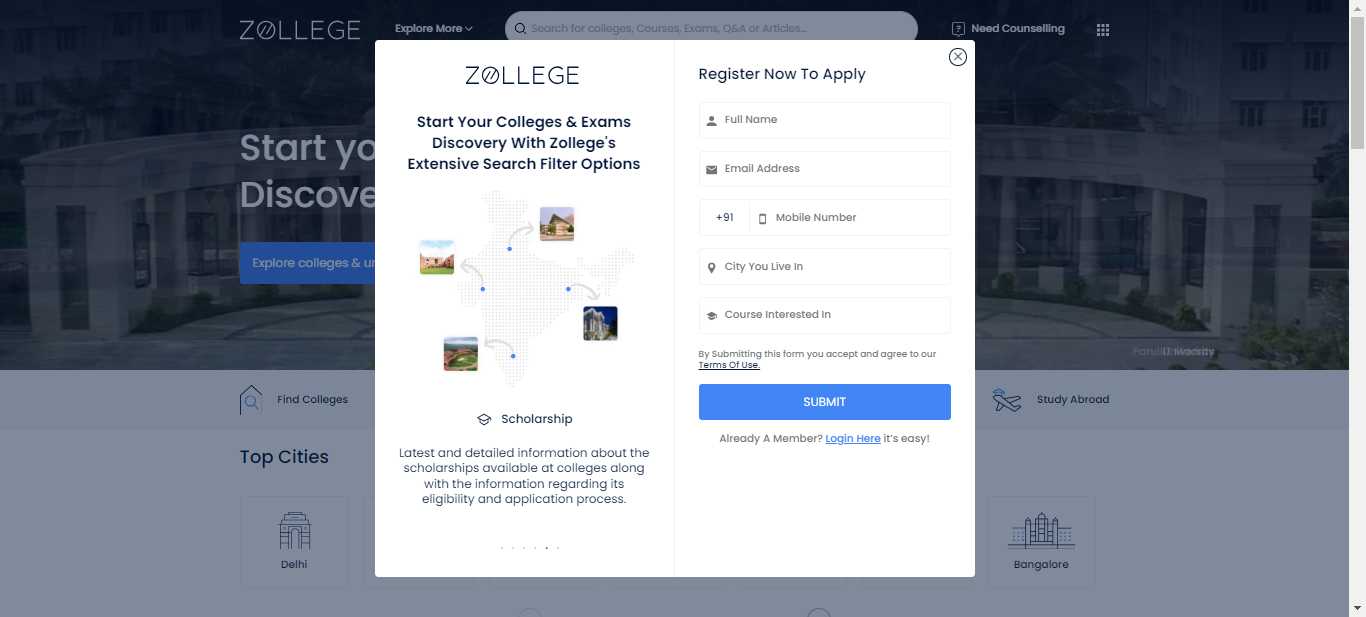 ZOLLEGE
Explore More
Search for colleges, Courses, Exams, Q&A or Articles...
Need Counselling
Start yo
Discove
Explore colleges & un
ZOLLEGE
Start Your Colleges & Exams
Discovery With Zollege's
Extensive Search Filter Options
Scholarship
Latest and detailed information about the
scholarships available at colleges along
with the information regarding its
eligibility and application process.
Register Now To Apply
Full Name
Email Address
+91 Mobile Number
City You Live In
Course Interested In
By Submitting this form you accept and agree to our
Terms Of Use.
SUBMIT
Already A Member? Login Here it's easy!
Find Colleges
Study Abroad
Top Cities
Delhi
Bangalore